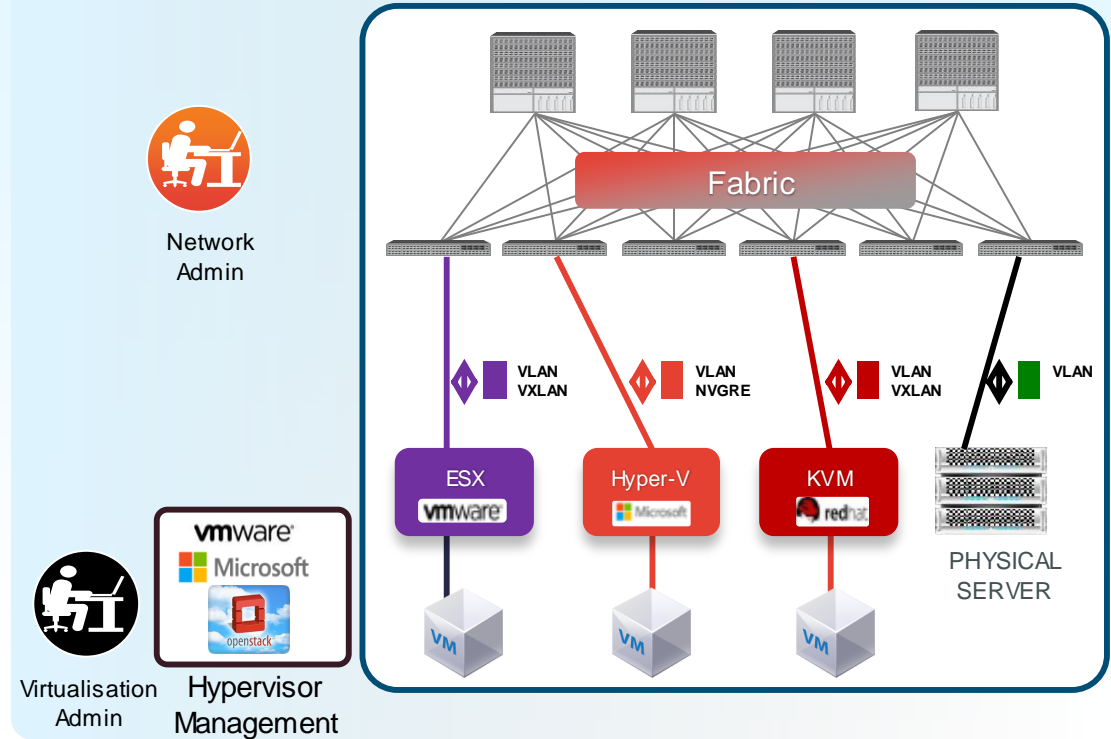 Fabric
Network
Admin
VLAN
VXLAN
VLAN
NVGRE
VLAN
VXLAN
VLAN
ESX
vmware
Hyper-V
Microsoft
KVM
redhat
PHYSICAL
SERVER
vmware
Microsoft
openstack
VM
VM
VM
Virtualisation
Admin
Hypervisor
Management